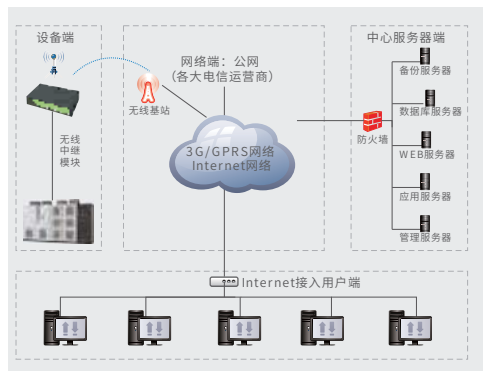 设备端
网络端：公网
（各大电信运营商）
中心服务器端
无线基站
无线
中继
模块
3G/GPRS网络
Internet网络
防火墙
备份服务器
数据库服务器
WEB服务器
应用服务器
管理服务器
Internet接入用户端